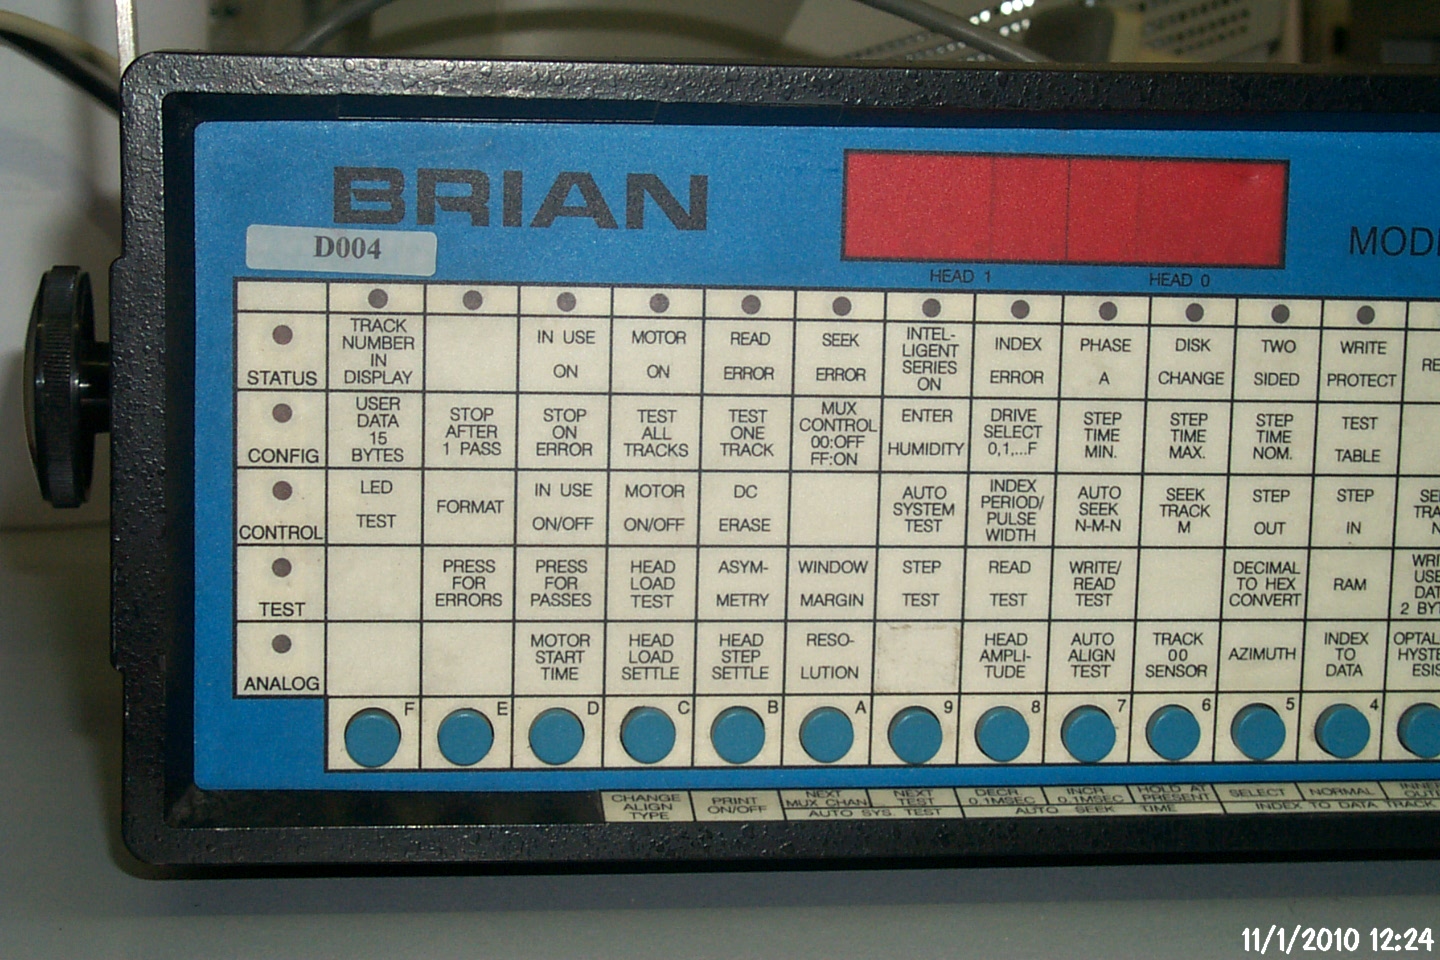 BRIAN
D004
MODE
HEAD 1 HEAD 0
STATUS
TRACK NUMBER IN DISPLAY
IN USE ON
MOTOR ON
READ ERROR
SEEK ERROR
INTEL-LIGENT SERIES ON
INDEX ERROR
PHASE A
DISK CHANGE
TWO SIDED
WRITE PROTECT
RE
CONFIG
USER DATA 15 BYTES
STOP AFTER 1 PASS
STOP ON ERROR
TEST ALL TRACKS
TEST ONE TRACK
MUX CONTROL 00:OFF FF:ON
ENTER HUMIDITY
DRIVE SELECT 0,1,...F
STEP TIME MIN.
STEP TIME MAX.
STEP TIME NOM.
TEST TABLE
CONTROL
LED TEST
FORMAT
IN USE ON/OFF
MOTOR ON/OFF
DC ERASE
AUTO SYSTEM TEST
INDEX PERIOD/ PULSE WIDTH
AUTO SEEK N-M-N
SEEK TRACK M
STEP OUT
STEP IN
TEST
PRESS FOR ERRORS
PRESS FOR PASSES
HEAD LOAD TEST
ASYM-METRY
WINDOW MARGIN
STEP TEST
READ TEST
WRITE/ READ TEST
DECIMAL TO HEX CONVERT
RAM
ANALOG
MOTOR START TIME
HEAD LOAD SETTLE
HEAD STEP SETTLE
RESO-LUTION
HEAD AMPLI-TUDE
AUTO ALIGN TEST
TRACK 00 SENSOR
AZIMUTH
INDEX TO DATA
F E D C B A 9 8 7 6 5 4
CHANGE ALIGN TYPE
PRINT ON/OFF
NEXT MUX CHAN
NEXT TEST
AUTO SYS. TEST
DECR 0.1MSEC
INCR 0.1MSEC
HOLD AT PRESENT
AUTO SEEK TIME
SELECT
NORMAL
INDEX TO DATA TRACK
11/1/2010 12:24